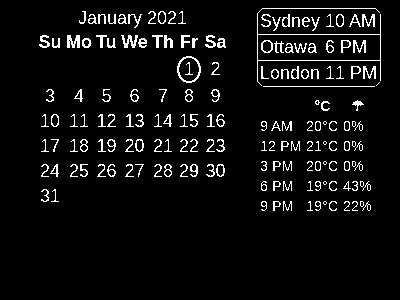 January 2021
Su Mo Tu We Th Fr Sa
1 2
3 4 5 6 7 8 9
10 11 12 13 14 15 16
17 18 19 20 21 22 23
24 25 26 27 28 29 30
31
Sydney 10 AM
Ottawa 6 PM
London 11 PM
°C
9 AM 20°C 0%
12 PM 21°C 0%
3 PM 20°C 0%
6 PM 19°C 43%
9 PM 19°C 22%